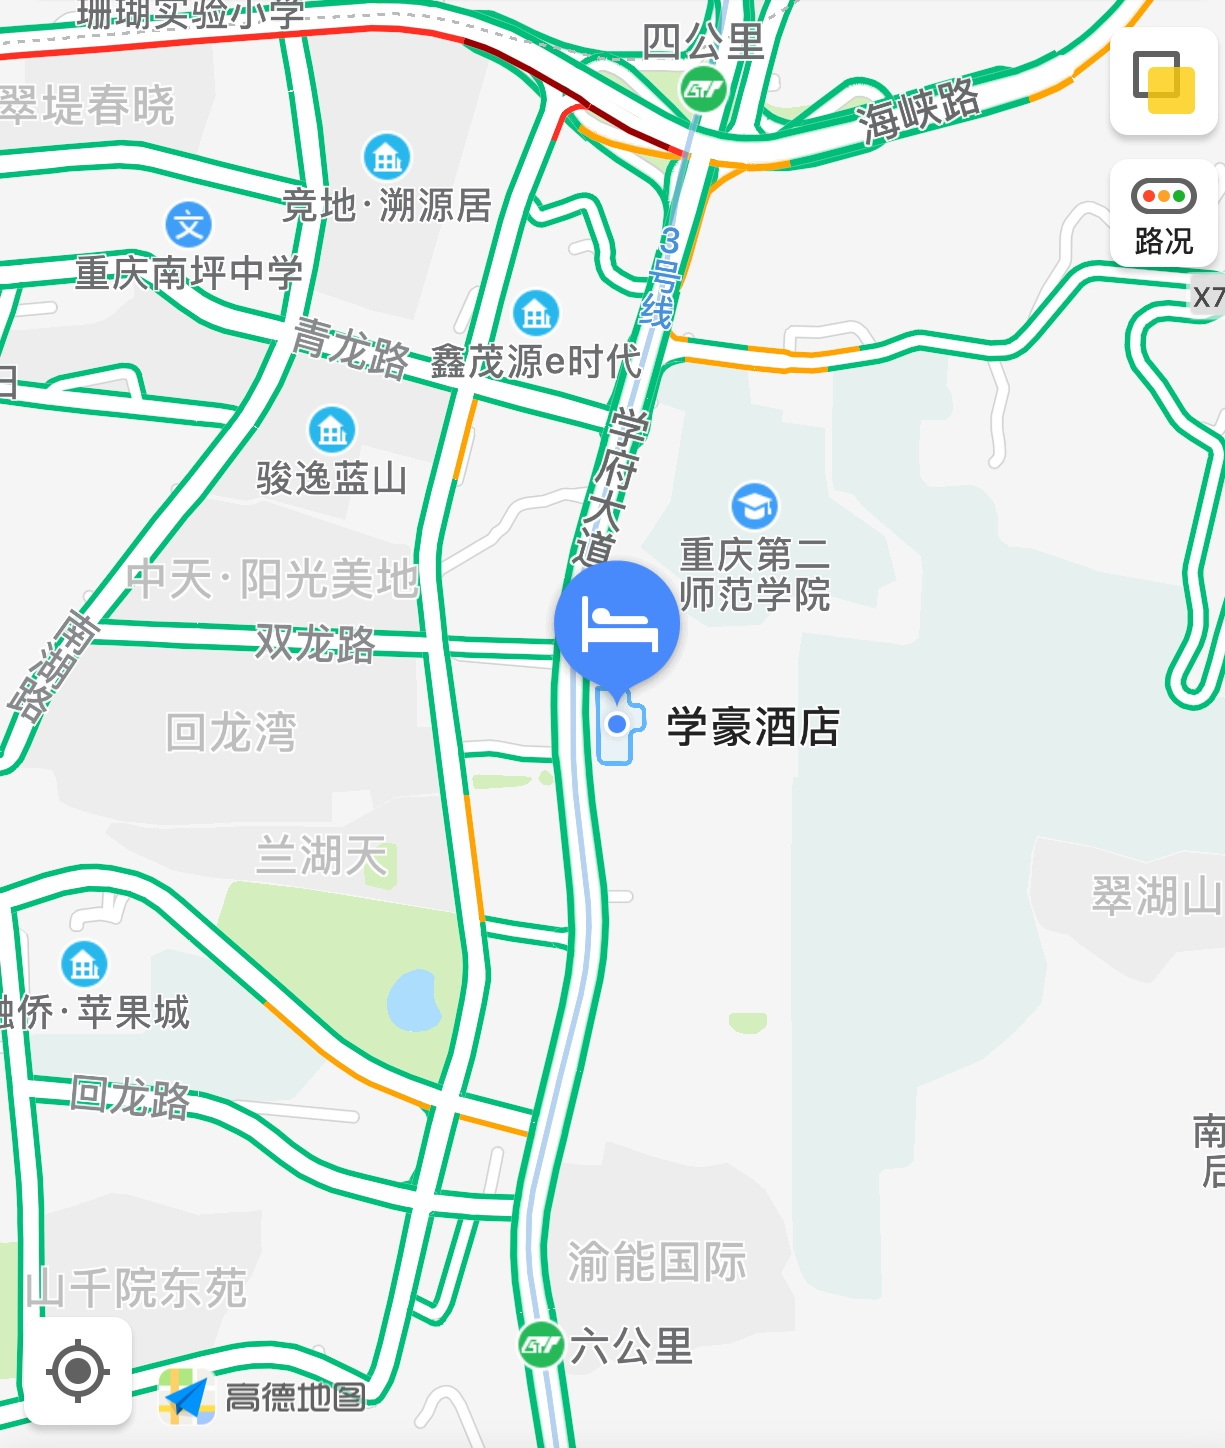 珊瑚实验小学
四公里
翠堤春晓
海峡路
路况
竞地·溯源居
重庆南坪中学
3号线
X7
青龙路
鑫茂源e时代
学府大道
骏逸蓝山
重庆第二
师范学院
中天·阳光美地
双龙路
南湖路
回龙湾
学豪酒店
兰湖天
翠湖山
融侨·苹果城
回龙路
南
后
渝能国际
山千院东苑
六公里
高德地图